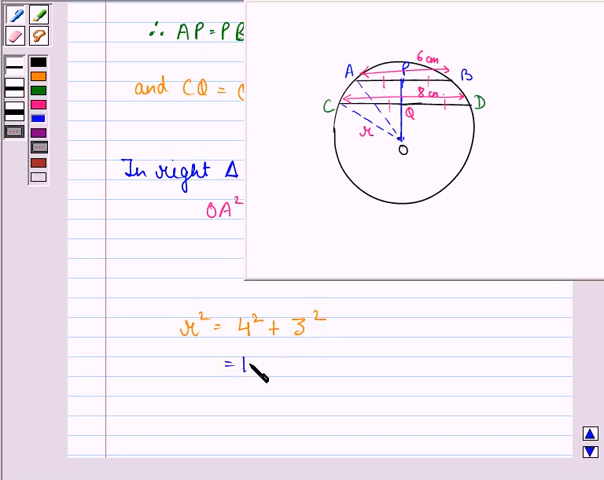 ∴ AP = PB
and CQ =
In right Δ
OA²
r² = 4² + 3²
= 1
6 cm
A P B
8 cm
C Q D
r
O